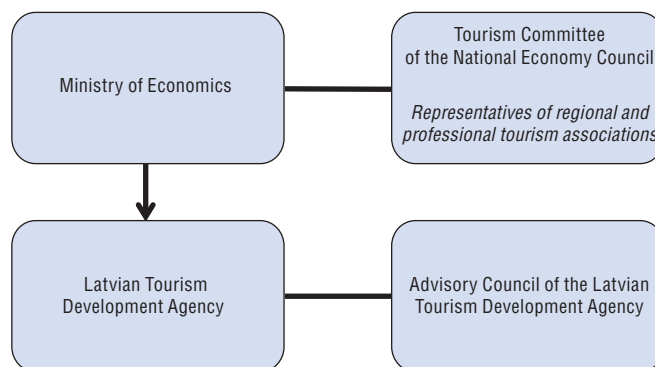 Ministry of Economics
Tourism Committee
of the National Economy Council
Representatives of regional and
professional tourism associations
Latvian Tourism
Development Agency
Advisory Council of the Latvian
Tourism Development Agency